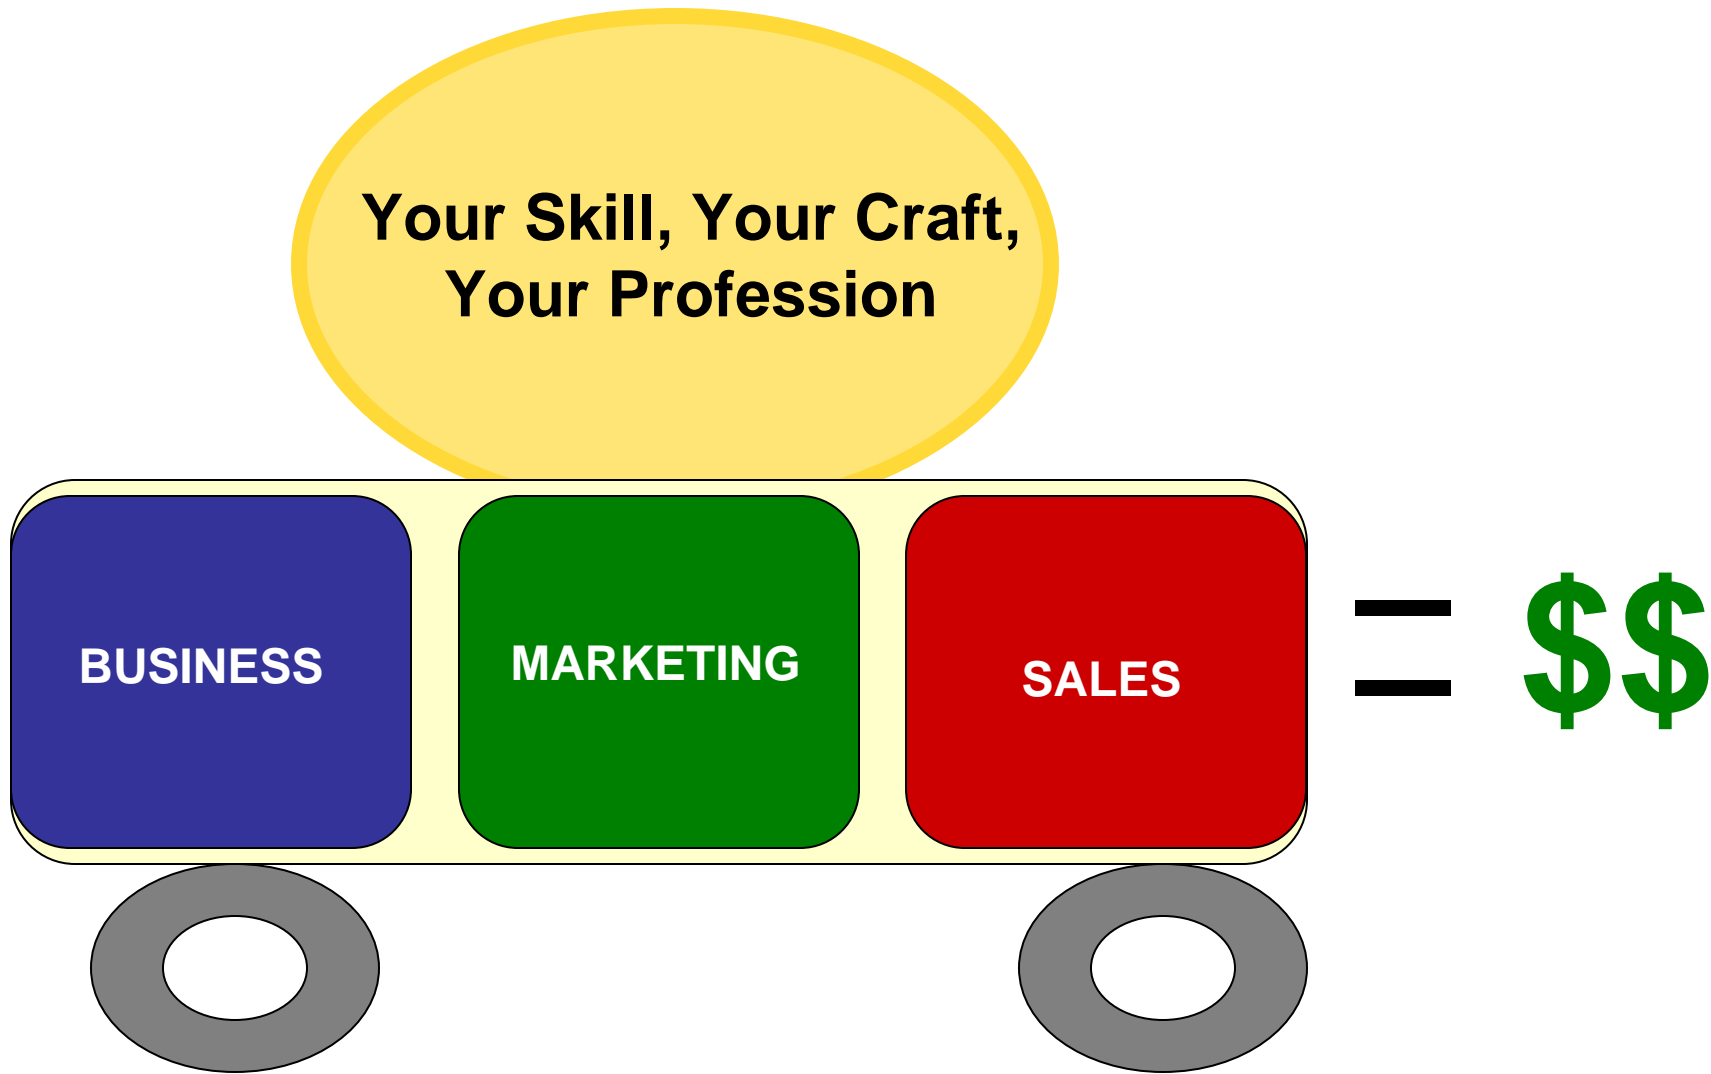 Your Skill, Your Craft,
Your Profession
BUSINESS
MARKETING
SALES
= $$